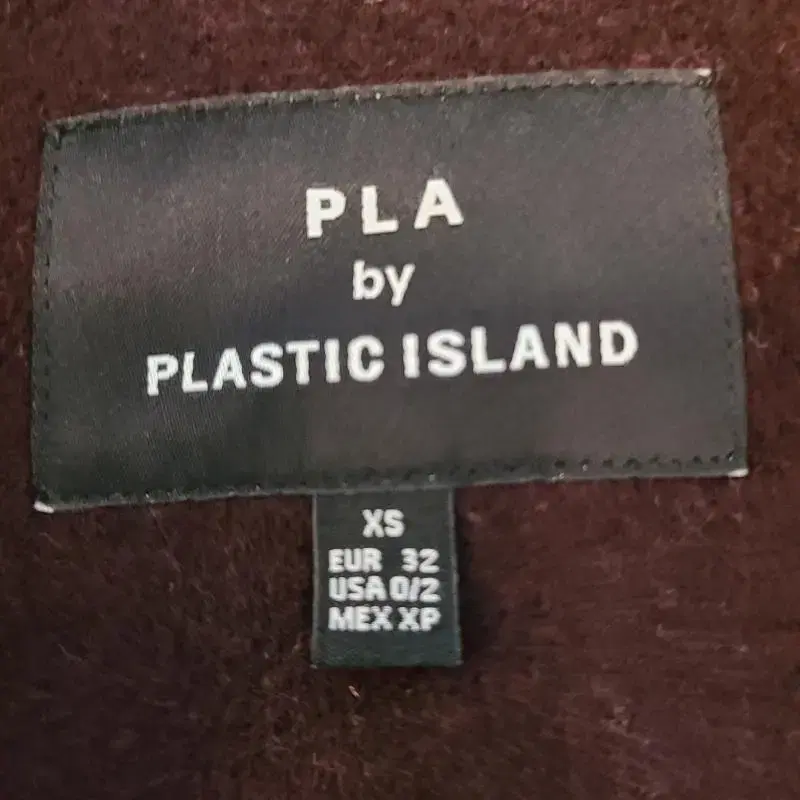 PLA
by
PLASTIC ISLAND
XS
EUR 32
USA 0/2
MEX XP